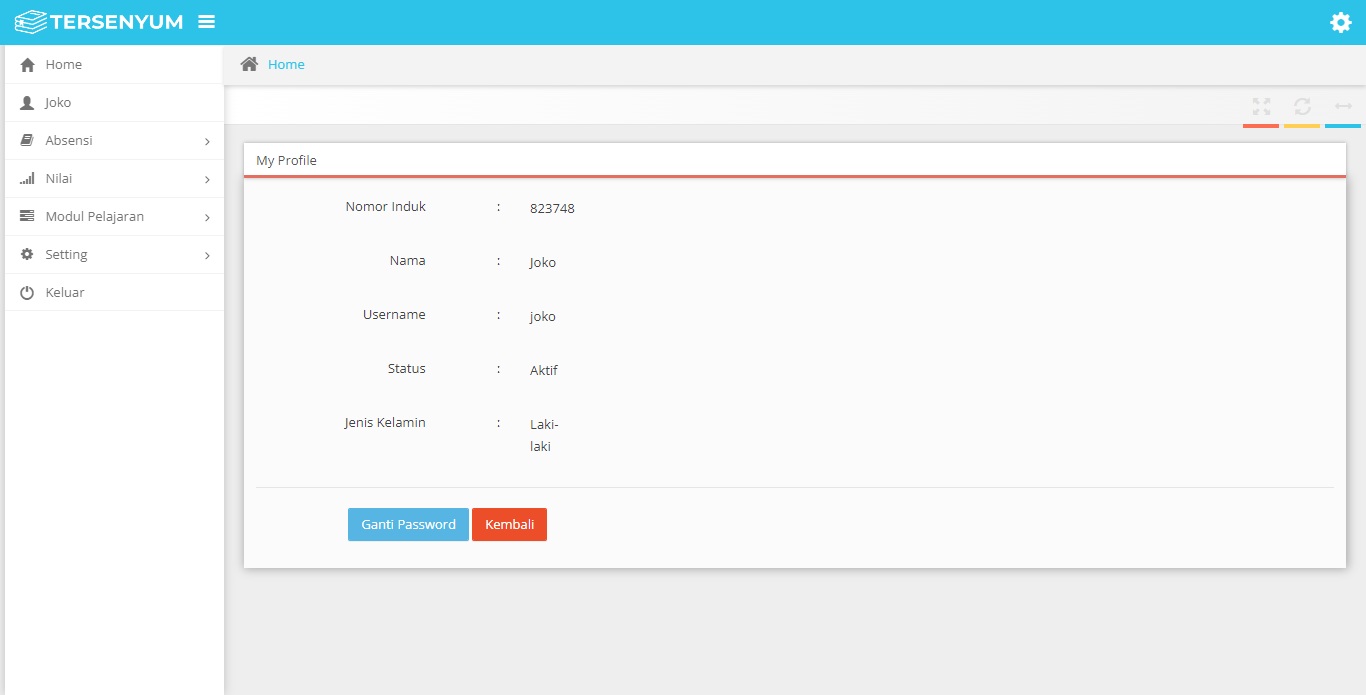 TERSENYUM
Home
Joko
Absensi
Nilai
Modul Pelajaran
Setting
Keluar
Home
My Profile
Nomor Induk : 823748
Nama : Joko
Username : joko
Status : Aktif
Jenis Kelamin : Laki-
laki
Ganti Password Kembali